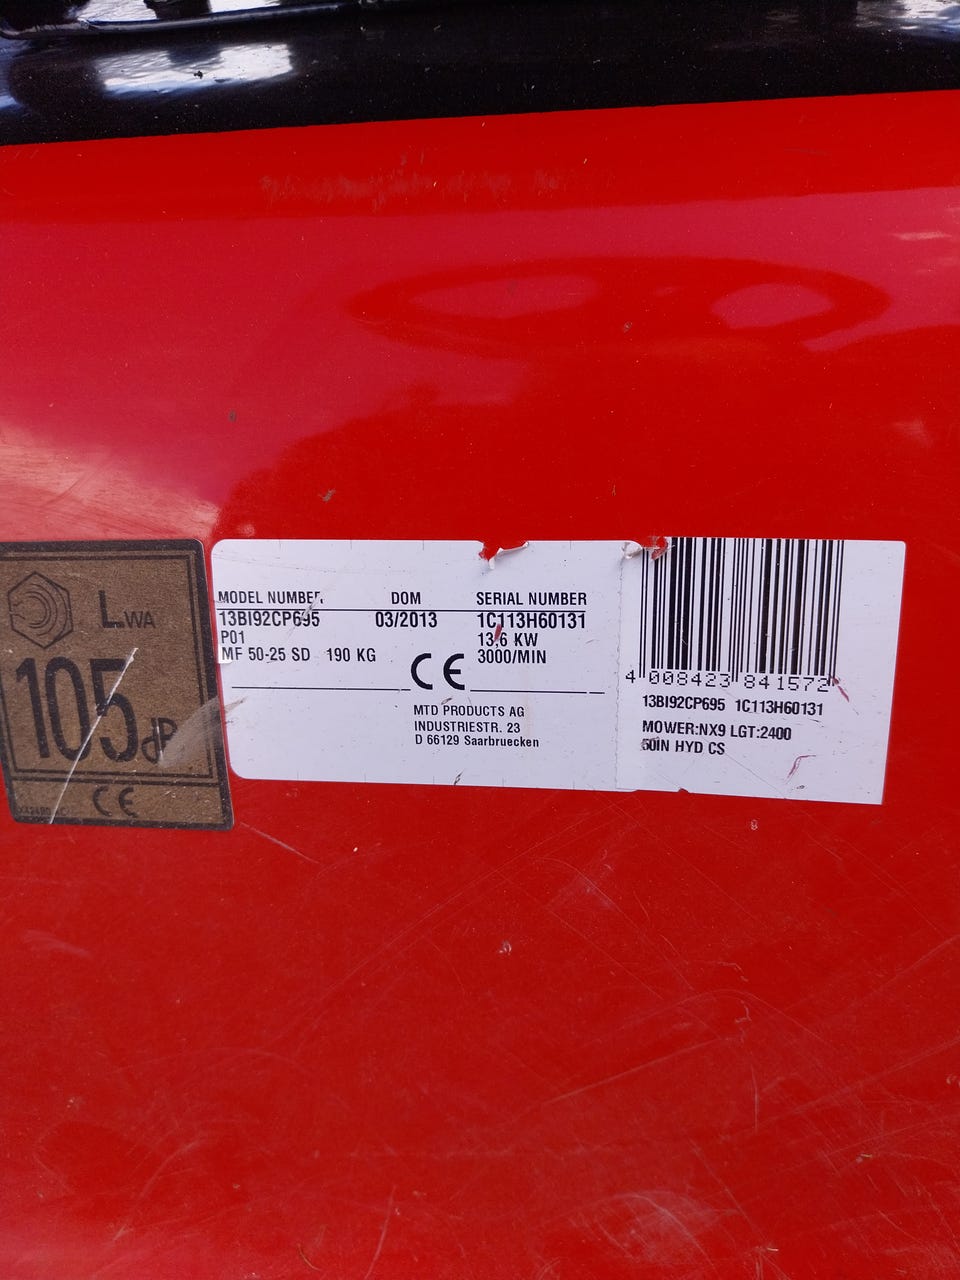 LWA
105 dB
CE
MODEL NUMBER DOM SERIAL NUMBER
13BI92CP695 03/2013 1C113H60131
P01 13,6 KW
MF 50-25 SD 190 KG 3000/MIN
CE
MTD PRODUCTS AG
INDUSTRIESTR. 23
D 66129 Saarbruecken
4 008423 841572
13BI92CP695 1C113H60131
MOWER:NX9 LGT:2400
50IN HYD CS